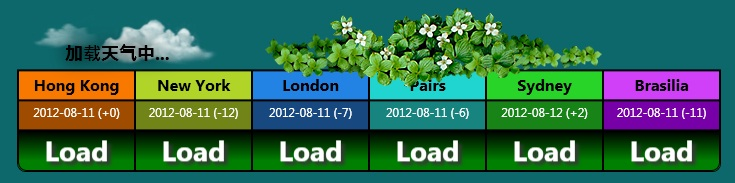 加载天气中...
Hong Kong New York London Pairs Sydney Brasilia
2012-08-11 (+0) 2012-08-11 (-12) 2012-08-11 (-7) 2012-08-11 (-6) 2012-08-12 (+2) 2012-08-11 (-11)
Load Load Load Load Load Load